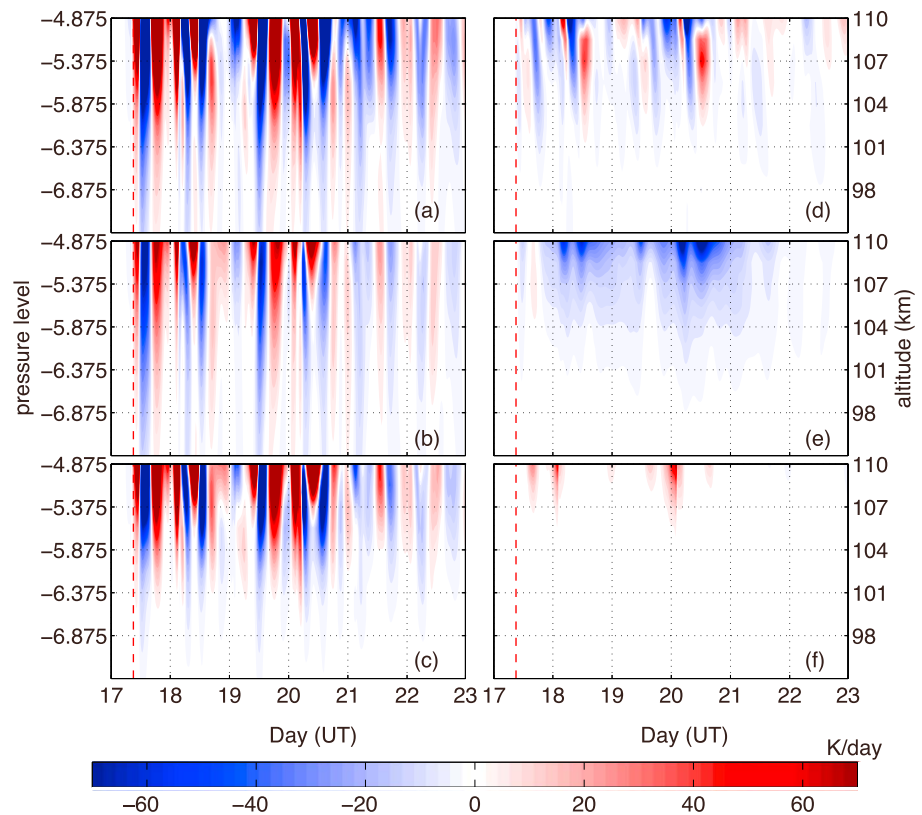 −4.875
−5.375
−5.875
−6.375
−6.875
(a)
110
107
104
101
98
(d)
−4.875
−5.375
−5.875
−6.375
−6.875
(b)
110
107
104
101
98
(e)
pressure level
altitude (km)
−4.875
−5.375
−5.875
−6.375
−6.875
(c)
110
107
104
101
98
(f)
17 18 19 20 21 22 23
17 18 19 20 21 22 23
Day (UT)
Day (UT)
K/day
−60 −40 −20 0 20 40 60